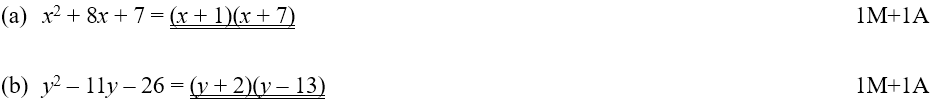 (a) x² + 8x + 7 = (x + 1)(x + 7) 1M+1A
(b) y² – 11y – 26 = (y + 2)(y – 13) 1M+1A